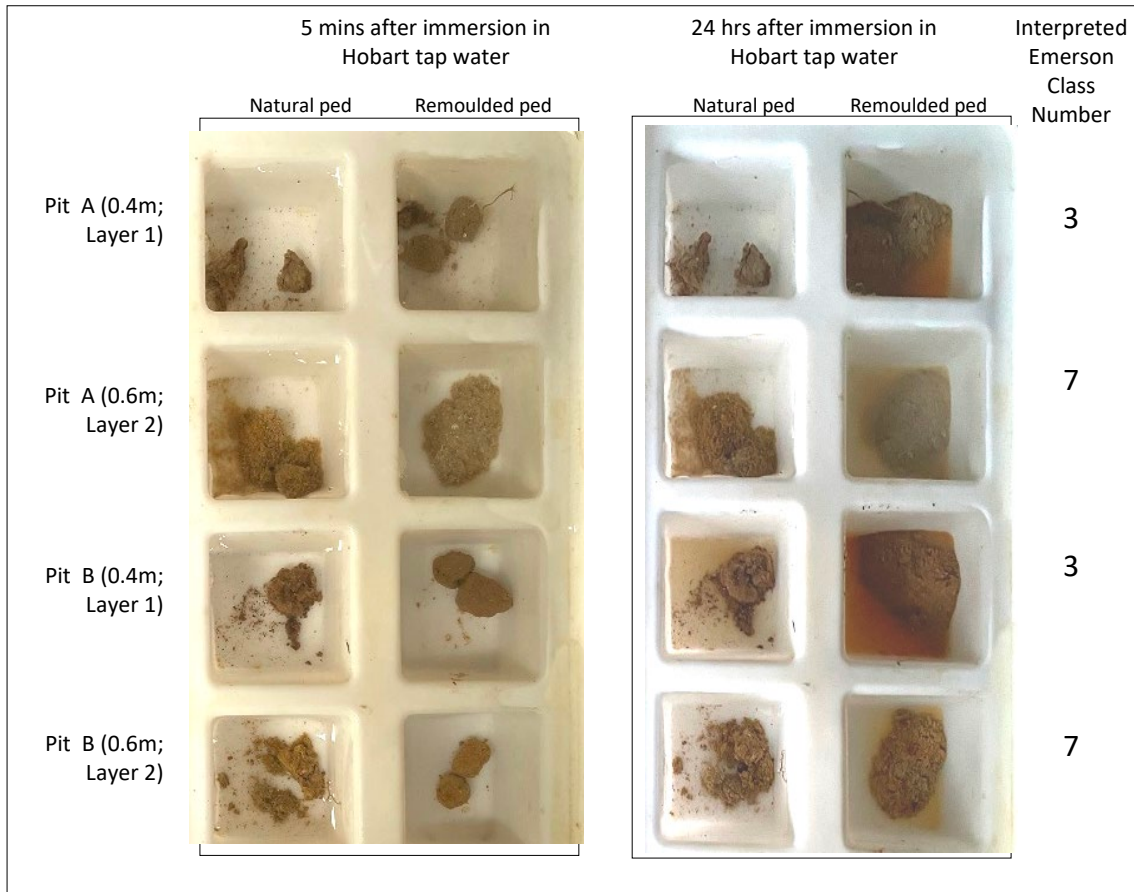 5 mins after immersion in
Hobart tap water
24 hrs after immersion in
Hobart tap water
Interpreted
Emerson
Class
Number
Natural ped
Remoulded ped
Natural ped
Remoulded ped
Pit A (0.4m;
Layer 1)
3
Pit A (0.6m;
Layer 2)
7
Pit B (0.4m;
Layer 1)
3
Pit B (0.6m;
Layer 2)
7